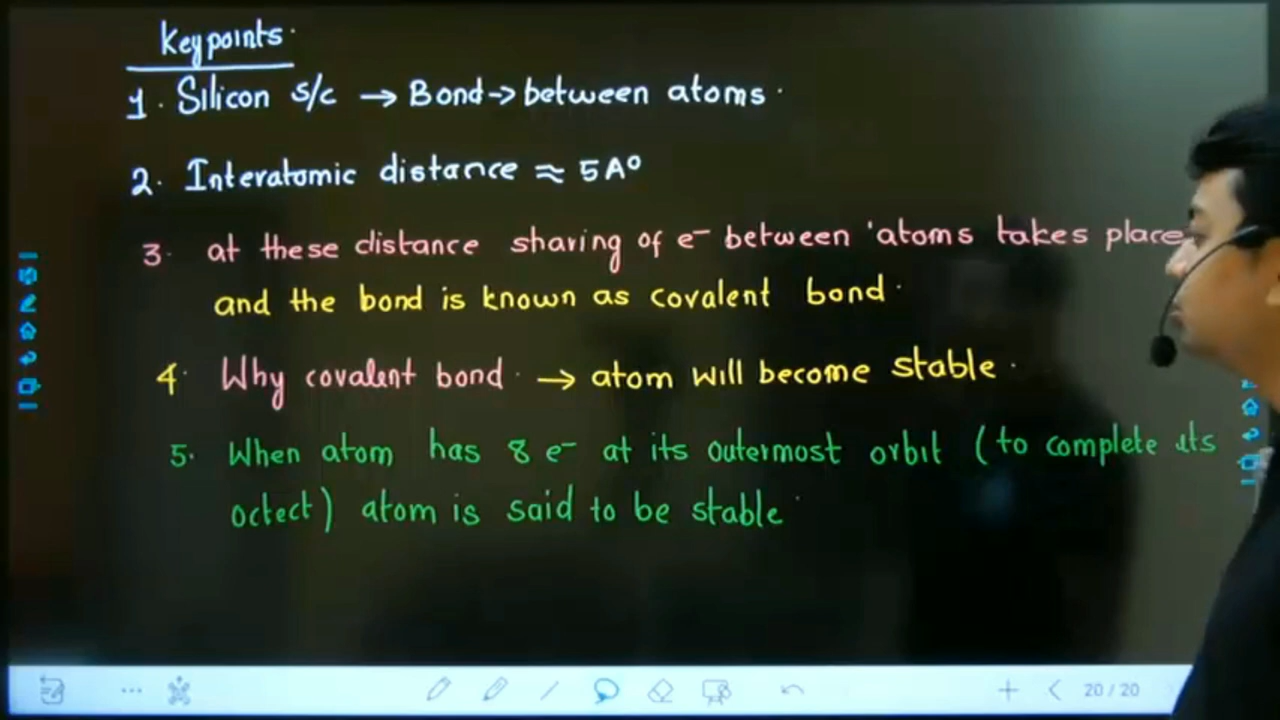 Keypoints.
1. Silicon s/c → Bond → between atoms.
2. Interatomic distance ≈ 5A°
3. at these distance sharing of e⁻ between 'atoms takes place
and the bond is known as covalent bond.
4. Why covalent bond. → atom will become stable.
5. When atom has 8 e⁻ at its outermost orbit (to complete its
octect) atom is said to be stable
20/20